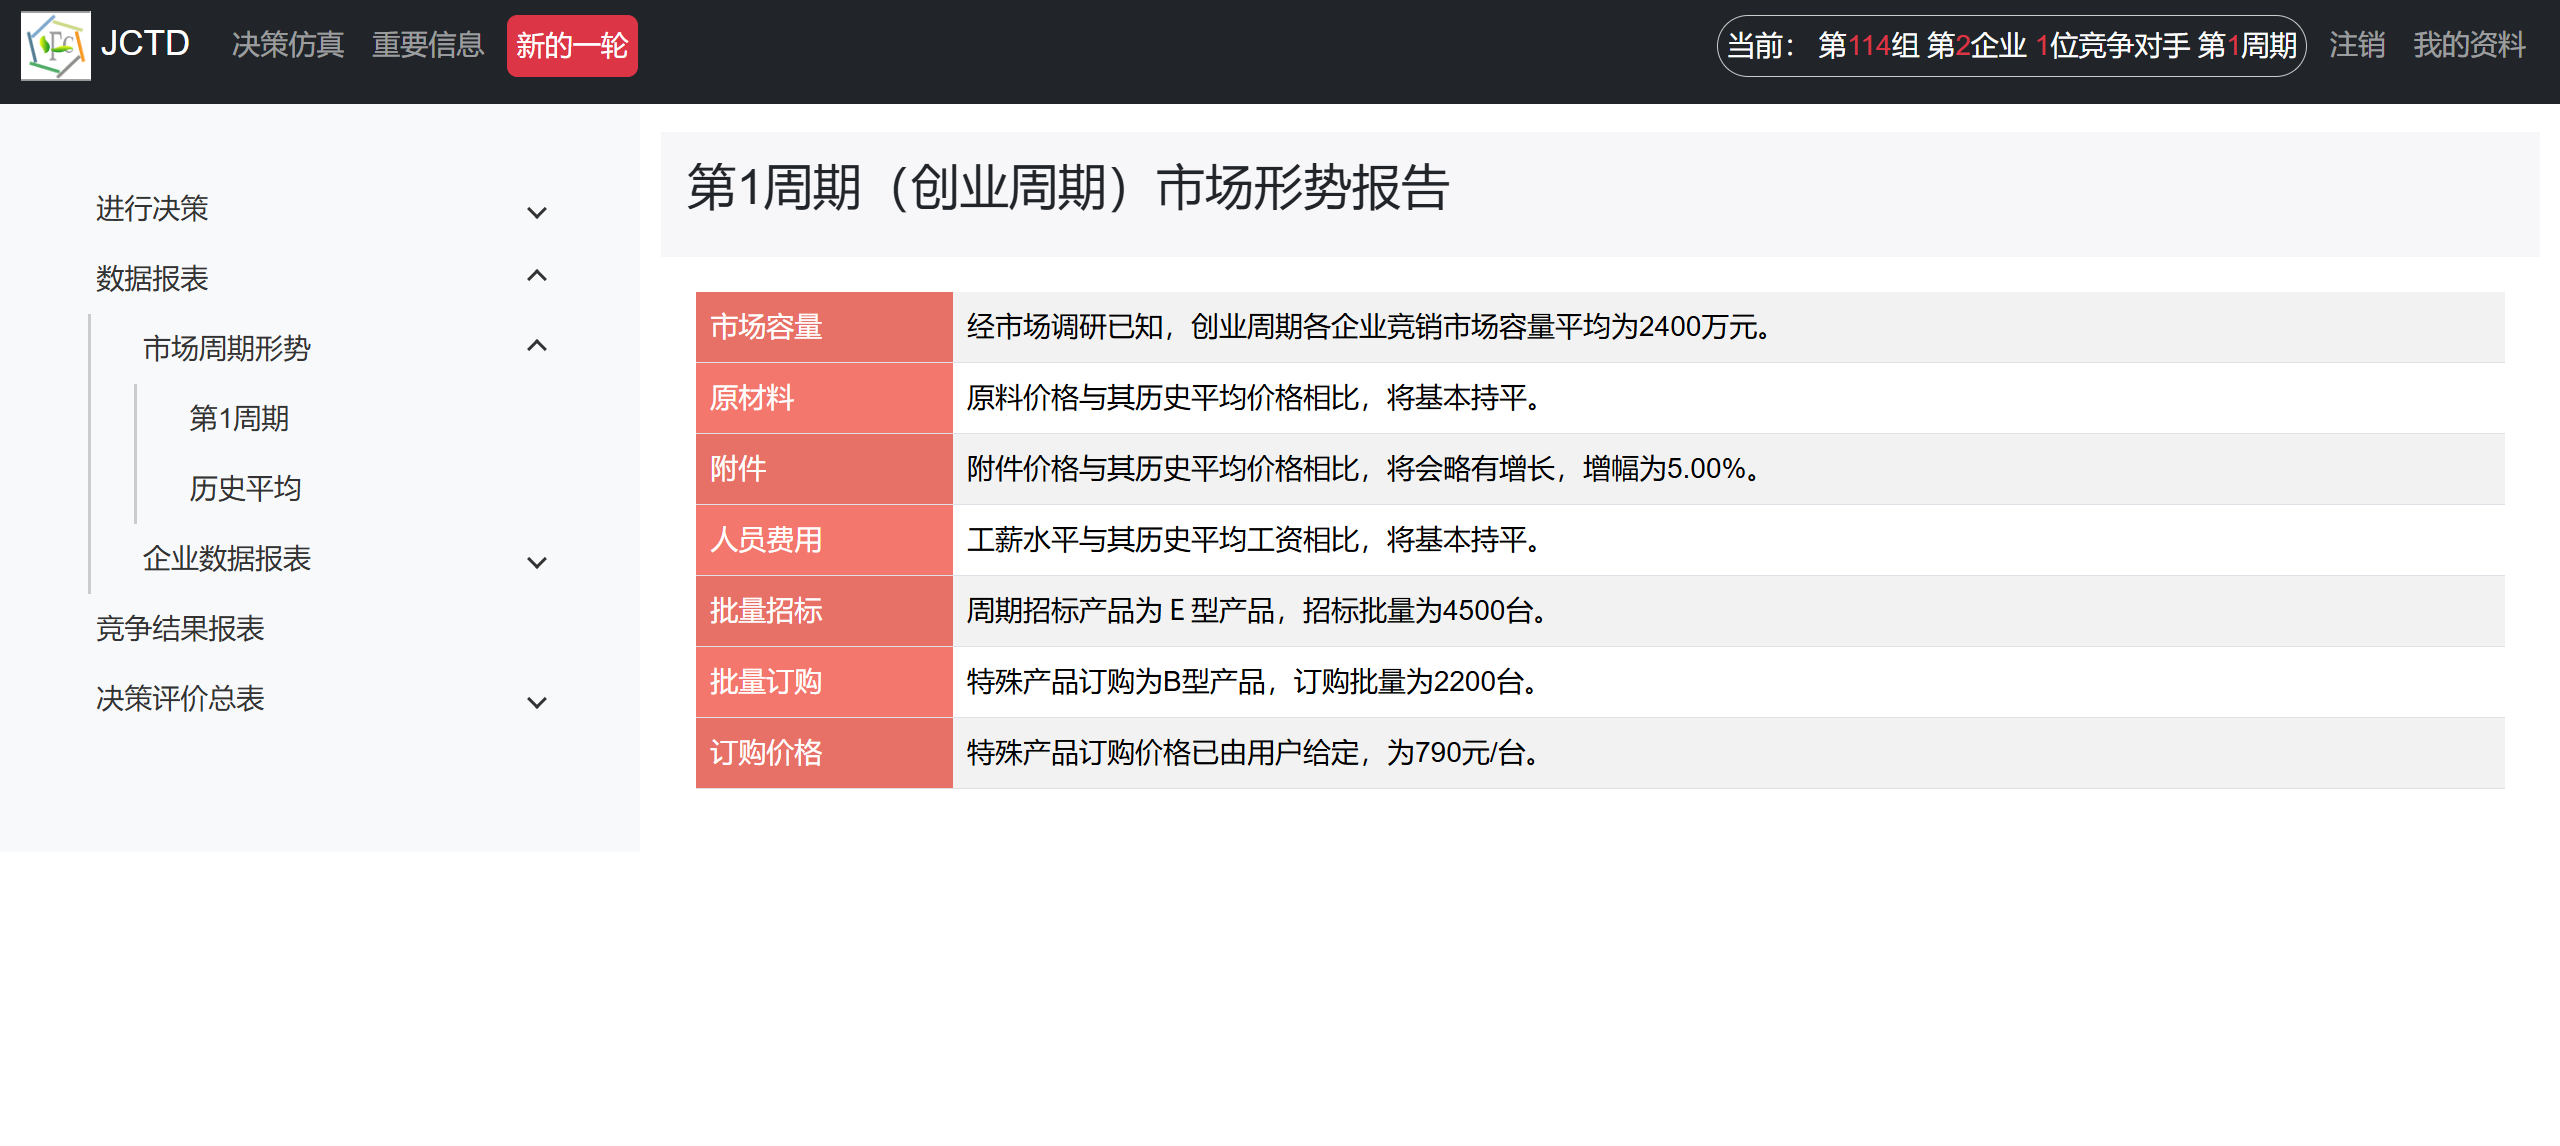 JCTD 决策仿真 重要信息 新的一轮 当前： 第114组 第2企业 1位竞争对手 第1周期 注销 我的资料
进行决策
数据报表
市场周期形势
第1周期
历史平均
企业数据报表
竞争结果报表
决策评价总表
第1周期（创业周期）市场形势报告
市场容量 经市场调研已知，创业周期各企业竞销市场容量平均为2400万元。
原材料 原料价格与其历史平均价格相比，将基本持平。
附件 附件价格与其历史平均价格相比，将会略有增长，增幅为5.00%。
人员费用 工薪水平与其历史平均工资相比，将基本持平。
批量招标 周期招标产品为 E 型产品，招标批量为4500台。
批量订购 特殊产品订购为B型产品，订购批量为2200台。
订购价格 特殊产品订购价格已由用户给定，为790元/台。